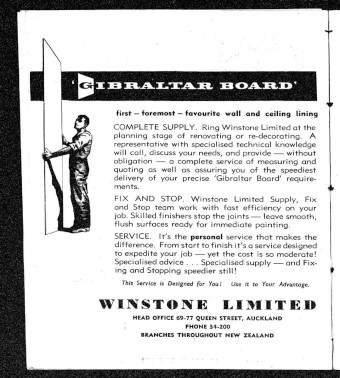 'GIBRALTAR BOARD'
first – foremost – favourite wall and ceiling lining
COMPLETE SUPPLY. Ring Winstone Limited at the
planning stage of renovating or re-decorating. A
representative with specialised technical knowledge
will call, discuss your needs, and provide — without
obligation — a complete service of measuring and
quoting as well as assuring you of the speediest
delivery of your precise 'Gibraltar Board' require-
ments.
FIX AND STOP. Winstone Limited Supply, Fix
and Stop team work with fast efficiency on your
job. Skilled finishers stop the joints — leave smooth,
flush surfaces ready for immediate painting.
SERVICE. It's the personal service that makes the
difference. From start to finish it's a service designed
to expedite your job — yet the cost is so moderate!
Specialised advice . . . Specialised supply — and Fix-
ing and Stopping speedier still!
This Service is Designed for You! Use it to Your Advantage.
WINSTONE LIMITED
HEAD OFFICE 69-77 QUEEN STREET, AUCKLAND
PHONE 54-200
BRANCHES THROUGHOUT NEW ZEALAND